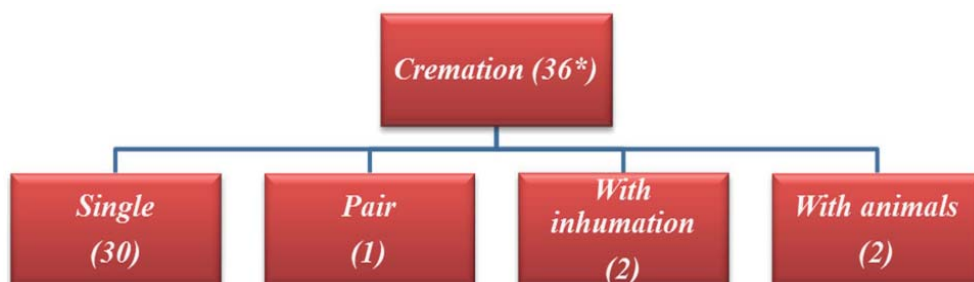 Cremation (36*)
Single
(30)
Pair
(1)
With
inhumation
(2)
With animals
(2)